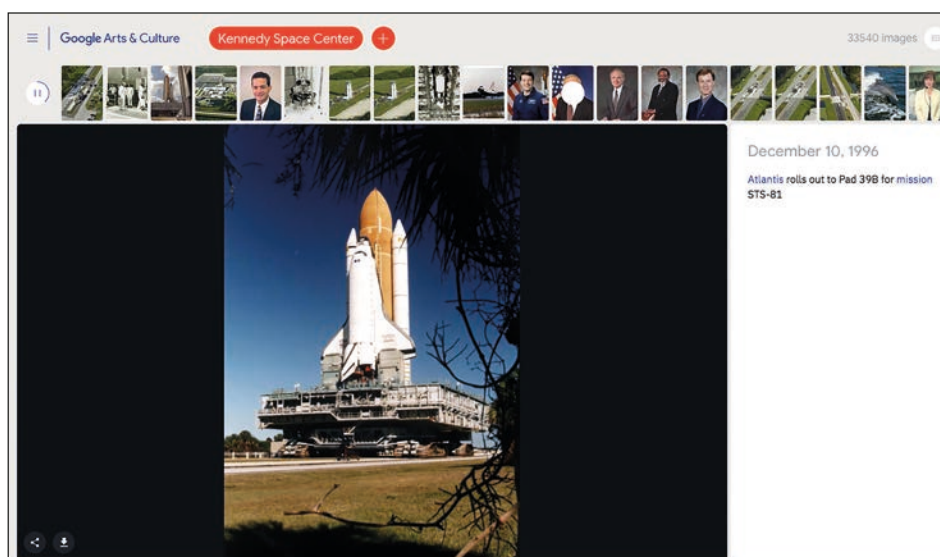 Google Arts & Culture
Kennedy Space Center
33540 images
December 10, 1996
Atlantis rolls out to Pad 39B for mission
STS-81